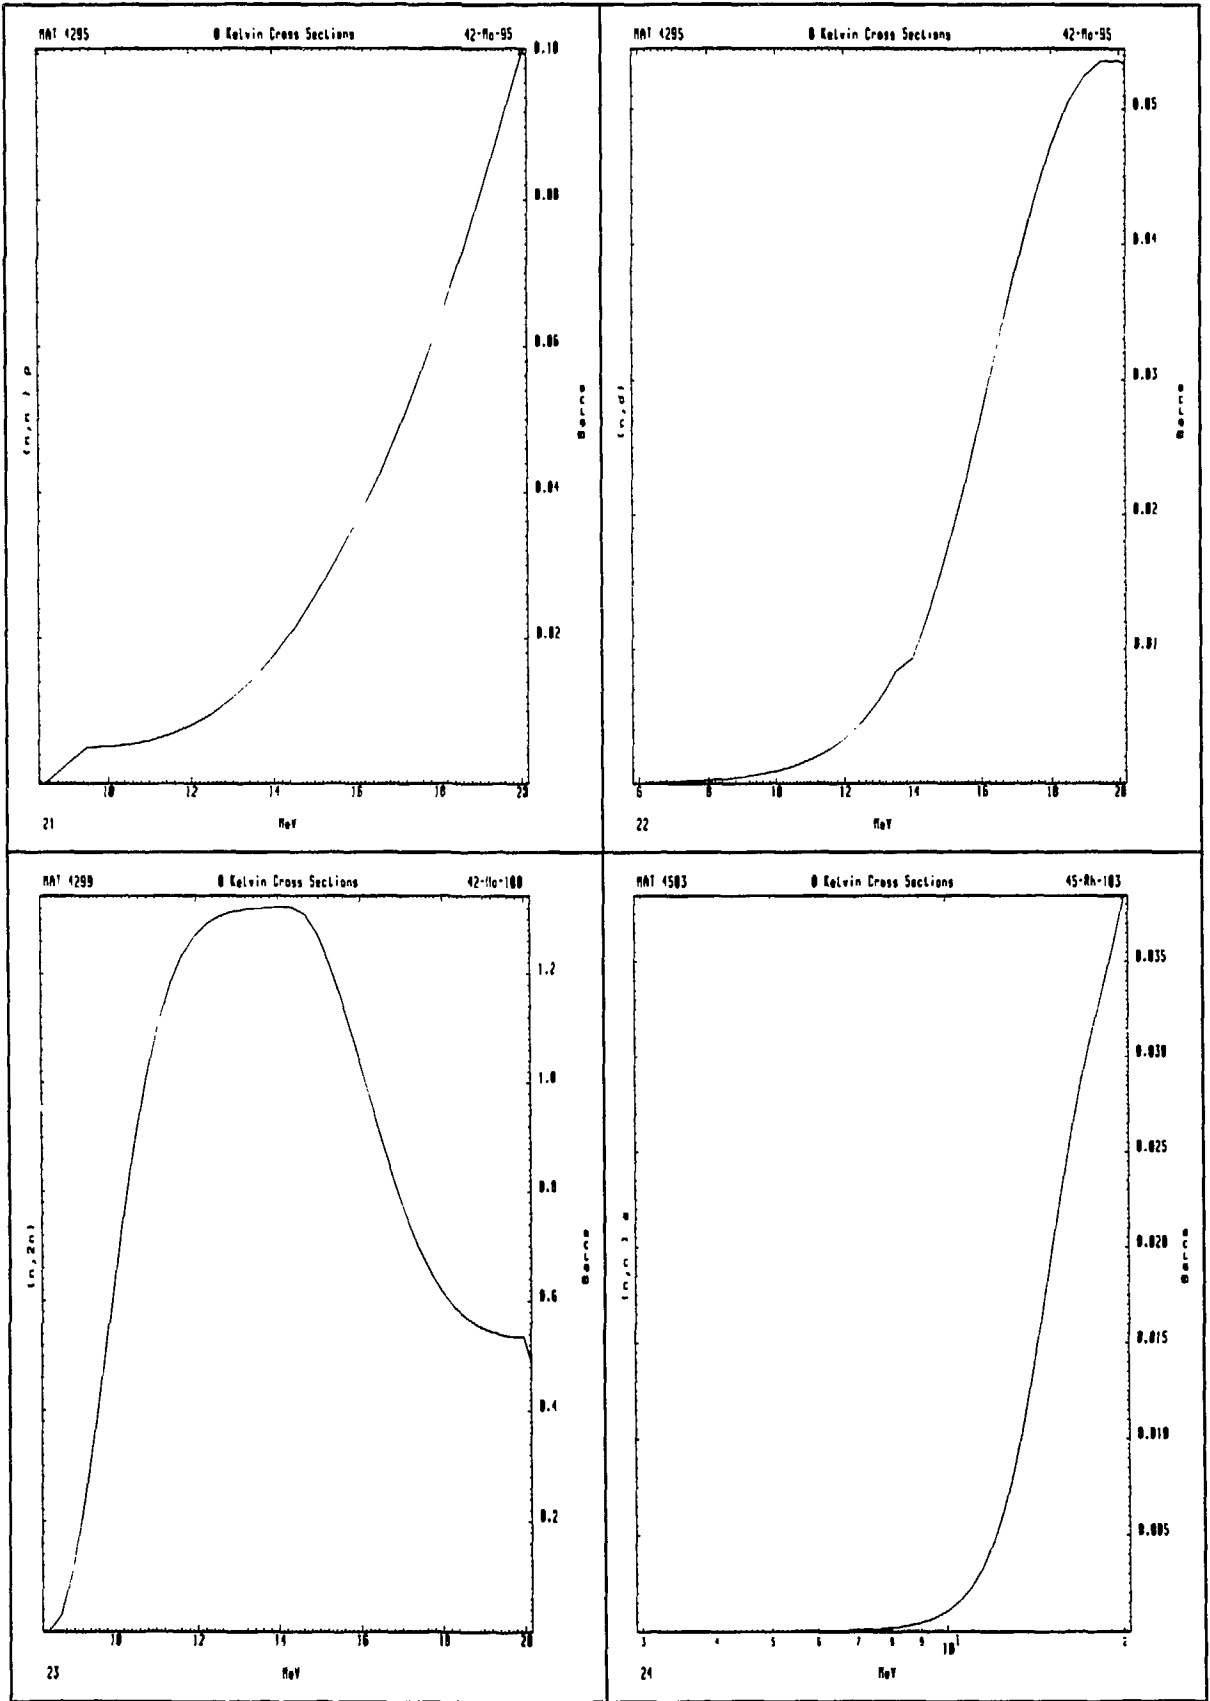 MAT 4295 0 Kelvin Cross Sections 42-Mo-95
0.10
0.08
0.06
0.04
0.02
(n,n ) p
Barns
10 12 14 16 18 20
21 MeV
MAT 4295 0 Kelvin Cross Sections 42-Mo-95
0.05
0.04
0.03
0.02
0.01
(n,d)
Barns
6 8 10 12 14 16 18 20
22 MeV
MAT 4299 0 Kelvin Cross Sections 42-Mo-100
1.2
1.0
0.8
0.6
0.4
0.2
(n,2n)
Barns
10 12 14 16 18 20
23 MeV
MAT 4503 0 Kelvin Cross Sections 45-Rh-103
0.035
0.030
0.025
0.020
0.015
0.010
0.005
(n,n ) a
Barns
3 4 5 6 7 8 9 10¹ 2
24 MeV